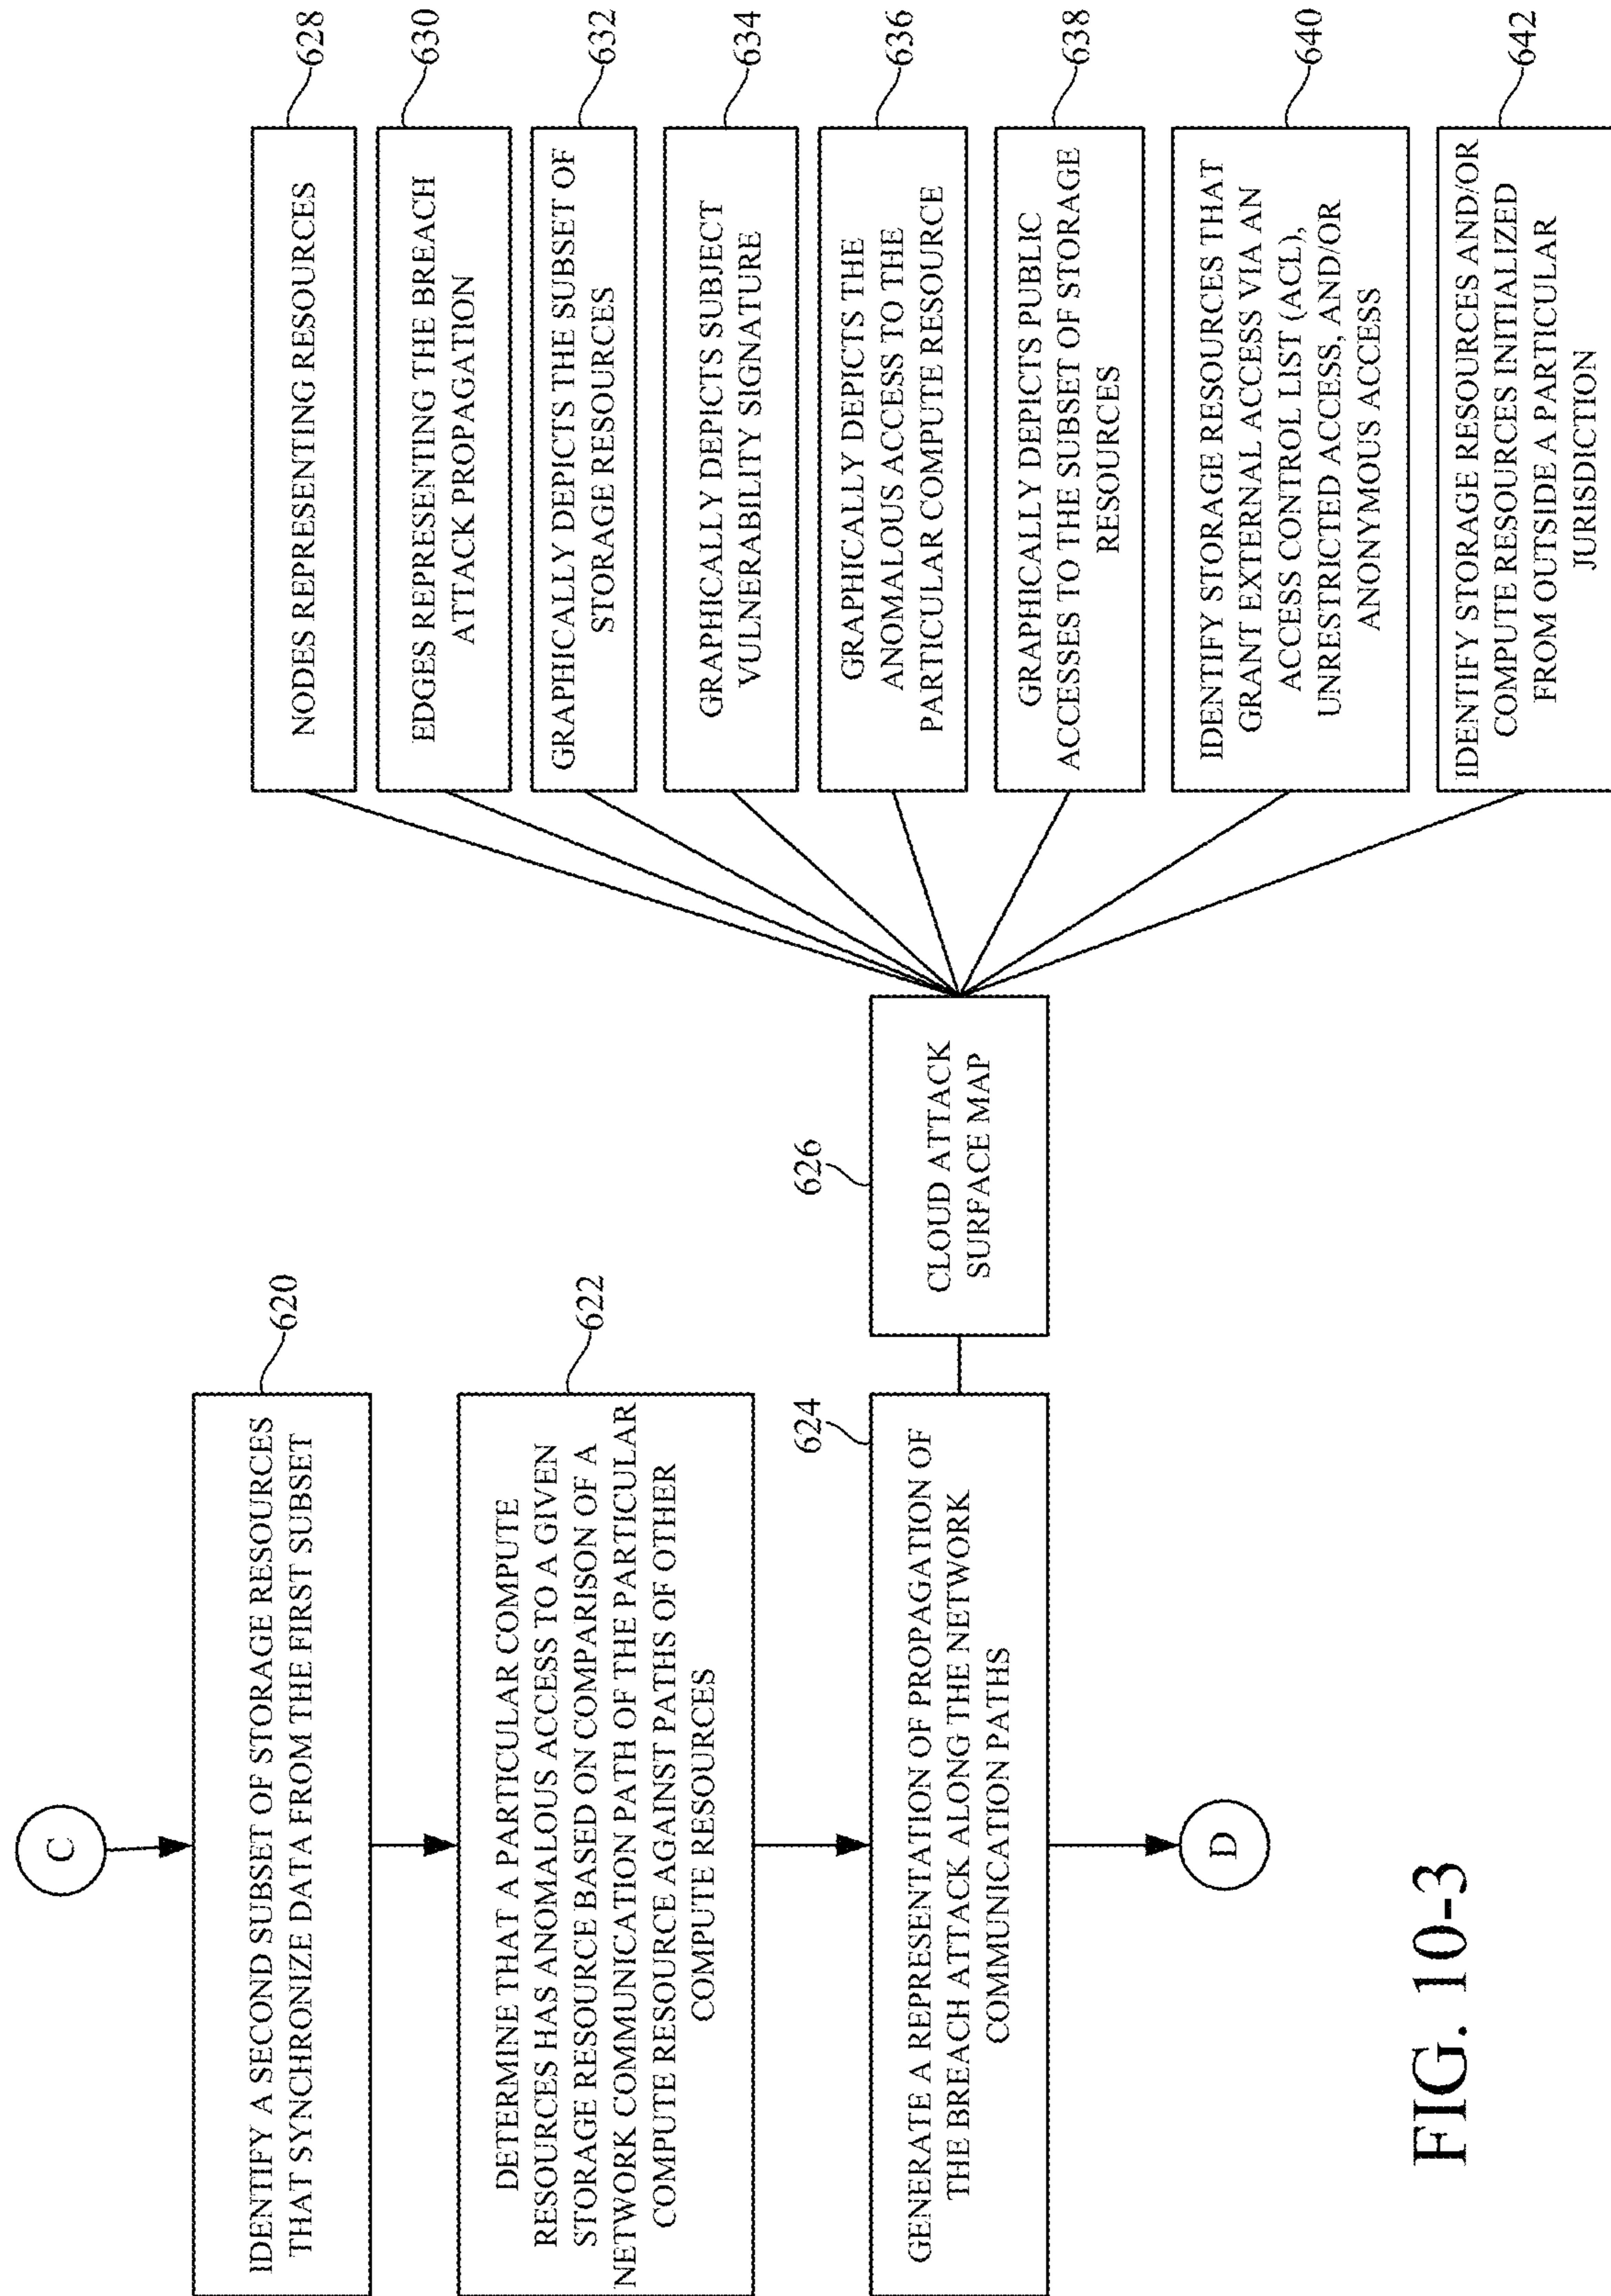 C
620
IDENTIFY A SECOND SUBSET OF STORAGE RESOURCES
THAT SYNCHRONIZE DATA FROM THE FIRST SUBSET
622
DETERMINE THAT A PARTICULAR COMPUTE
RESOURCES HAS ANOMALOUS ACCESS TO A GIVEN
STORAGE RESOURCE BASED ON COMPARISON OF A
NETWORK COMMUNICATION PATH OF THE PARTICULAR
COMPUTE RESOURCE AGAINST PATHS OF OTHER
COMPUTE RESOURCES
624
GENERATE A REPRESENTATION OF PROPAGATION OF
THE BREACH ATTACK ALONG THE NETWORK
COMMUNICATION PATHS
D
626
CLOUD ATTACK
SURFACE MAP
NODES REPRESENTING RESOURCES
628
EDGES REPRESENTING THE BREACH
ATTACK PROPAGATION
630
GRAPHICALLY DEPICTS THE SUBSET OF
STORAGE RESOURCES
632
GRAPHICALLY DEPICTS SUBJECT
VULNERABILITY SIGNATURE
634
GRAPHICALLY DEPICTS THE
ANOMALOUS ACCESS TO THE
PARTICULAR COMPUTE RESOURCE
636
GRAPHICALLY DEPICTS PUBLIC
ACCESSES TO THE SUBSET OF STORAGE
RESOURCES
638
IDENTIFY STORAGE RESOURCES THAT
GRANT EXTERNAL ACCESS VIA AN
ACCESS CONTROL LIST (ACL),
UNRESTRICTED ACCESS, AND/OR
ANONYMOUS ACCESS
640
IDENTIFY STORAGE RESOURCES AND/OR
COMPUTE RESOURCES INITIALIZED
FROM OUTSIDE A PARTICULAR
JURISDICTION
642
FIG. 10-3